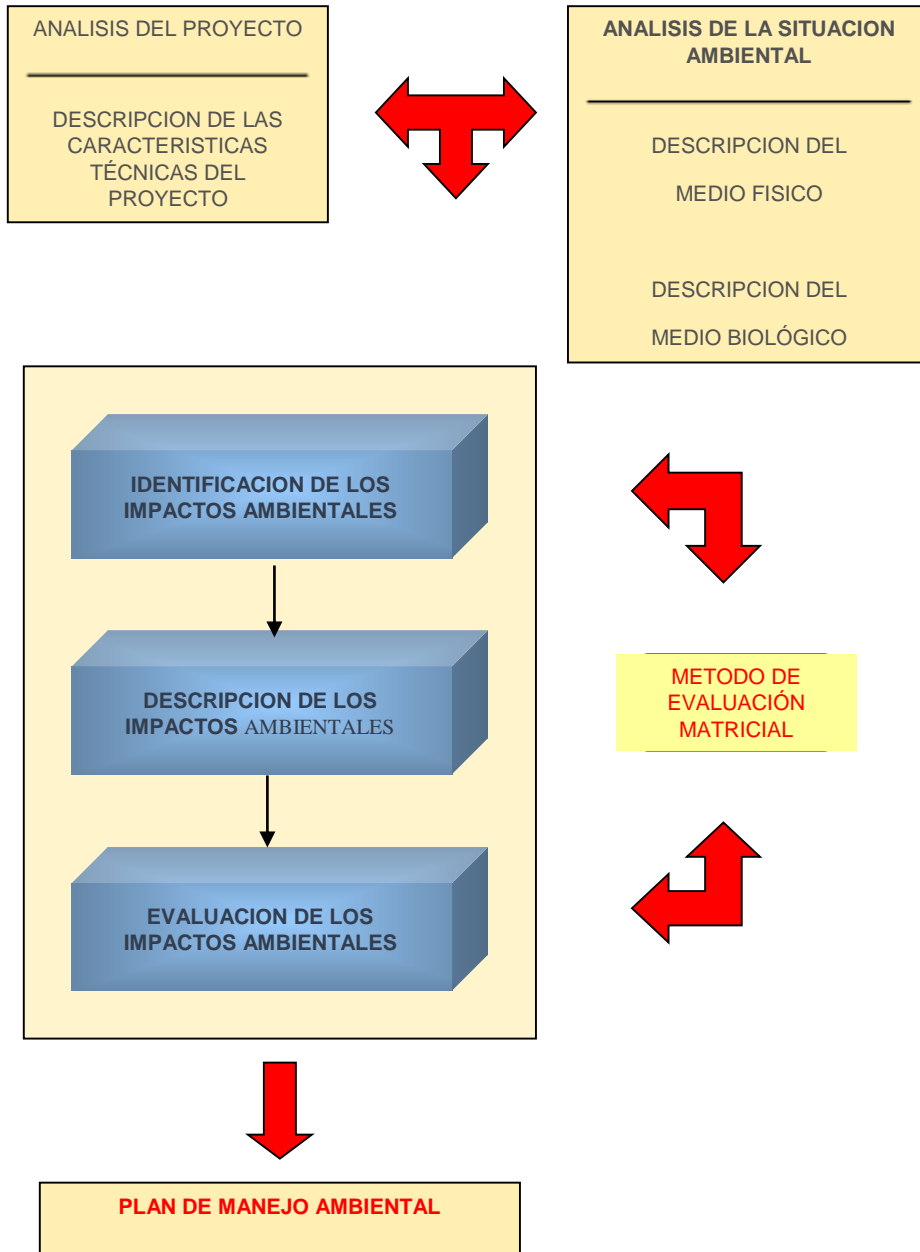 ANALISIS DEL PROYECTO
DESCRIPCION DE LAS
CARACTERISTICAS
TÉCNICAS DEL
PROYECTO
ANALISIS DE LA SITUACION
AMBIENTAL
DESCRIPCION DEL
MEDIO FISICO
DESCRIPCION DEL
MEDIO BIOLÓGICO
IDENTIFICACION DE LOS
IMPACTOS AMBIENTALES
DESCRIPCION DE LOS
IMPACTOS AMBIENTALES
METODO DE
EVALUACIÓN
MATRICIAL
EVALUACION DE LOS
IMPACTOS AMBIENTALES
PLAN DE MANEJO AMBIENTAL